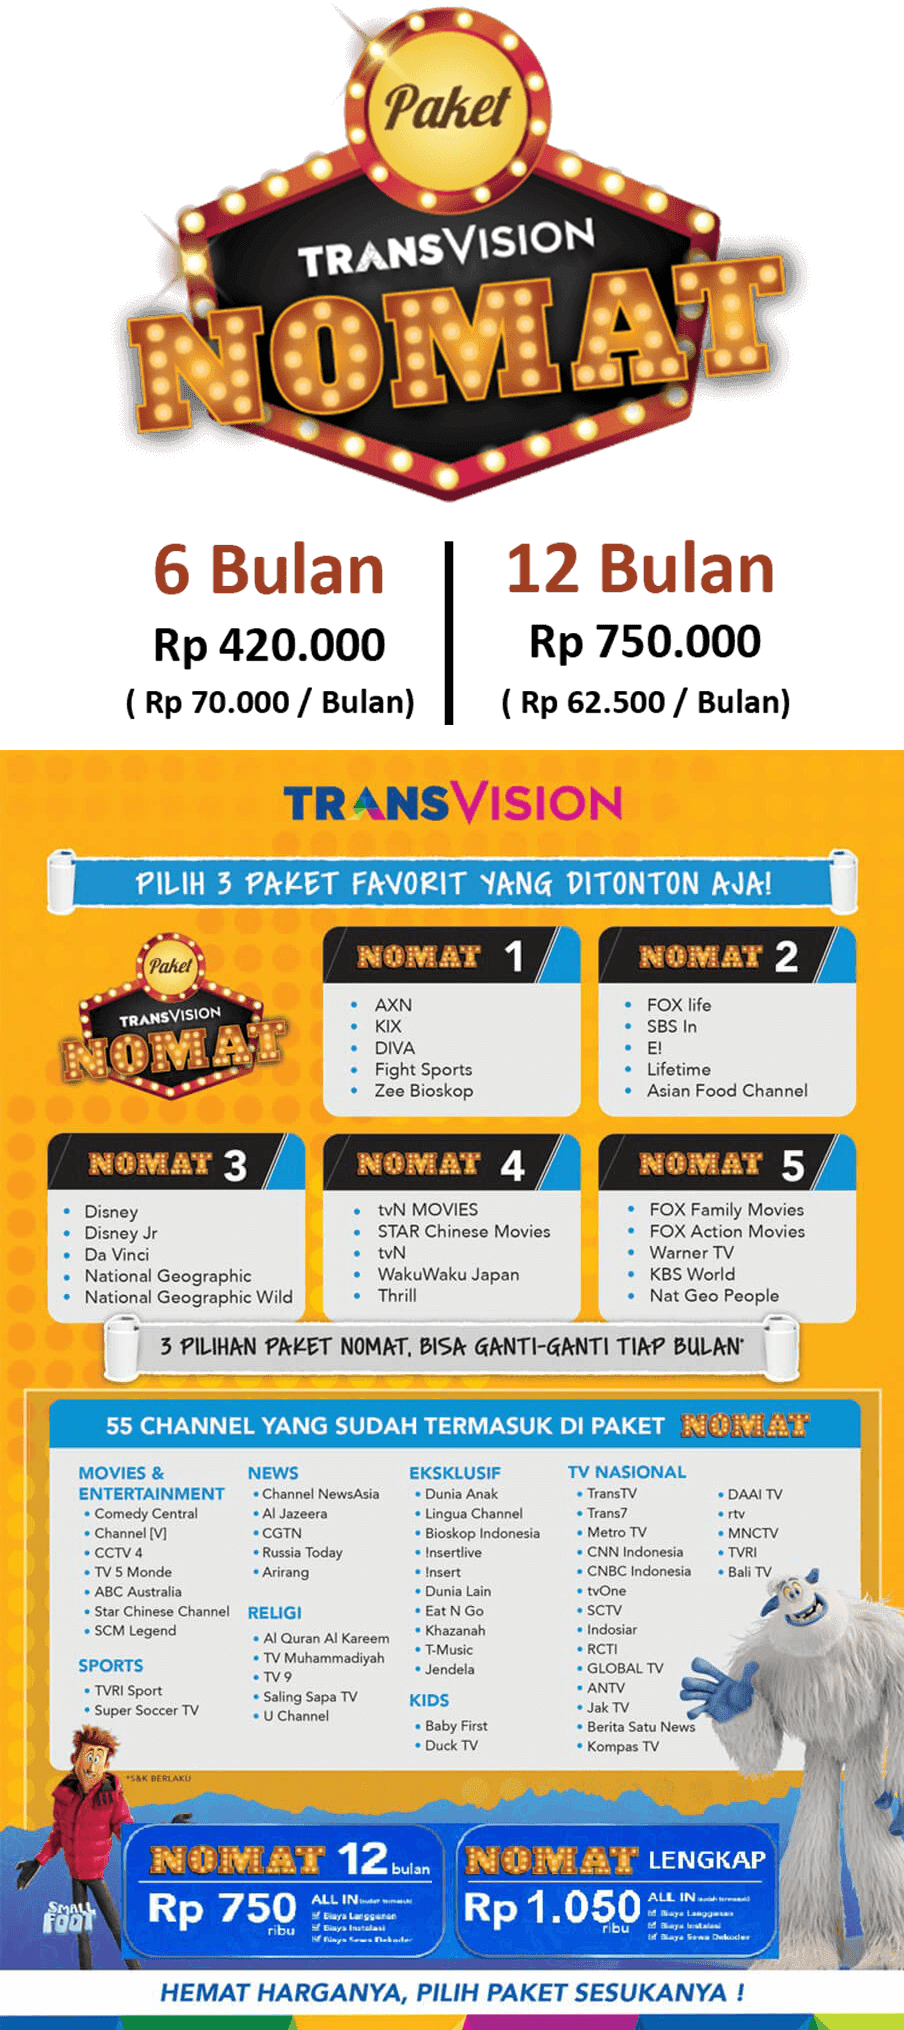 Paket
TRANSVISION
NOMAT
6 Bulan
Rp 420.000
( Rp 70.000 / Bulan)
12 Bulan
Rp 750.000
( Rp 62.500 / Bulan)
TRANSVISION
PILIH 3 PAKET FAVORIT YANG DITONTON AJA!
Paket
TRANSVISION
NOMAT
NOMAT 1
• AXN
• KIX
• DIVA
• Fight Sports
• Zee Bioskop
NOMAT 2
• FOX life
• SBS In
• E!
• Lifetime
• Asian Food Channel
NOMAT 3
• Disney
• Disney Jr
• Da Vinci
• National Geographic
• National Geographic Wild
NOMAT 4
• tvN MOVIES
• STAR Chinese Movies
• tvN
• WakuWaku Japan
• Thrill
NOMAT 5
• FOX Family Movies
• FOX Action Movies
• Warner TV
• KBS World
• Nat Geo People
3 PILIHAN PAKET NOMAT, BISA GANTI-GANTI TIAP BULAN*
55 CHANNEL YANG SUDAH TERMASUK DI PAKET NOMAT
MOVIES &
ENTERTAINMENT
• Comedy Central
• Channel [V]
• CCTV 4
• TV 5 Monde
• ABC Australia
• Star Chinese Channel
• SCM Legend
SPORTS
• TVRI Sport
• Super Soccer TV
NEWS
• Channel NewsAsia
• Al Jazeera
• CGTN
• Russia Today
• Arirang
RELIGI
• Al Quran Al Kareem
• TV Muhammadiyah
• TV 9
• Saling Sapa TV
• U Channel
EKSKLUSIF
• Dunia Anak
• Lingua Channel
• Bioskop Indonesia
• !nsertlive
• !nsert
• Dunia Lain
• Eat N Go
• Khazanah
• T-Music
• Jendela
KIDS
• Baby First
• Duck TV
TV NASIONAL
• TransTV
• Trans7
• Metro TV
• CNN Indonesia
• CNBC Indonesia
• tvOne
• SCTV
• Indosiar
• RCTI
• GLOBAL TV
• ANTV
• Jak TV
• Berita Satu News
• Kompas TV
• DAAI TV
• rtv
• MNCTV
• TVRI
• Bali TV
*S&K BERLAKU
SMALL
FOOT
NOMAT 12 bulan
Rp 750 ribu
ALL IN sudah termasuk:
Biaya Langganan
Biaya Instalasi
Biaya Sewa Dekoder
NOMAT LENGKAP
Rp 1.050 ribu
ALL IN sudah termasuk:
Biaya Langganan
Biaya Instalasi
Biaya Sewa Dekoder
HEMAT HARGANYA, PILIH PAKET SESUKANYA !